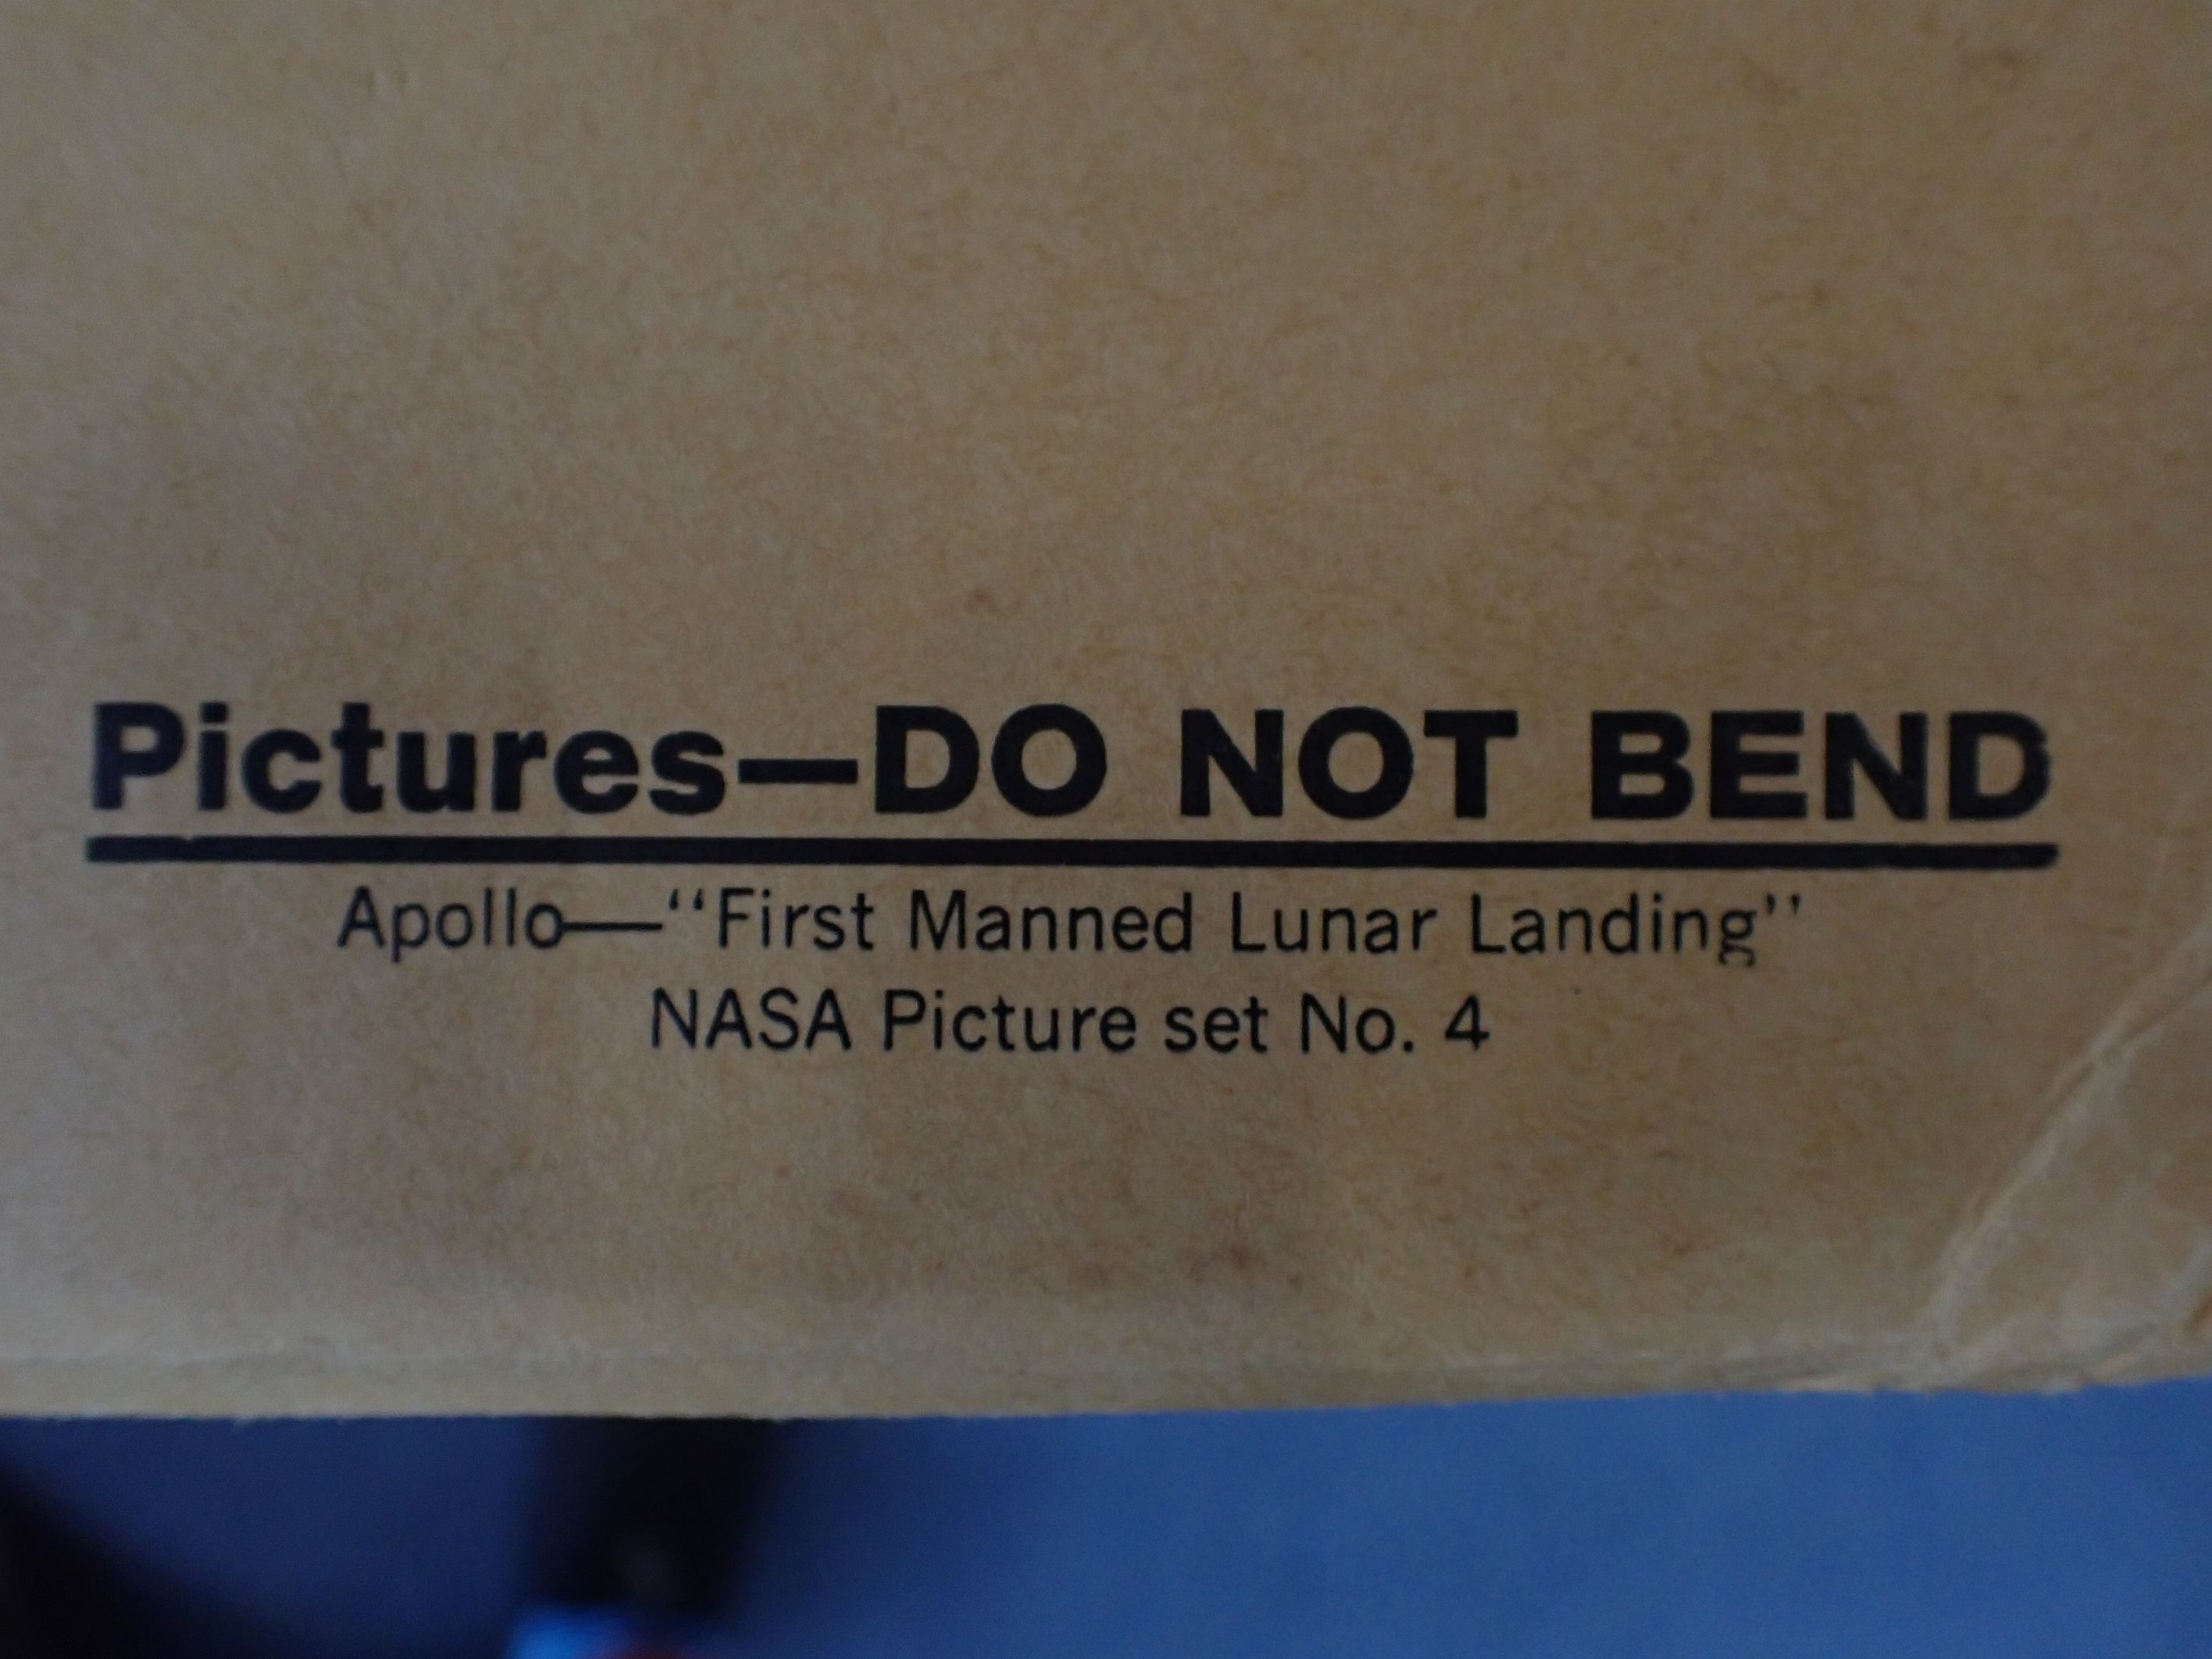 Pictures—DO NOT BEND
Apollo—“First Manned Lunar Landing”
NASA Picture set No. 4